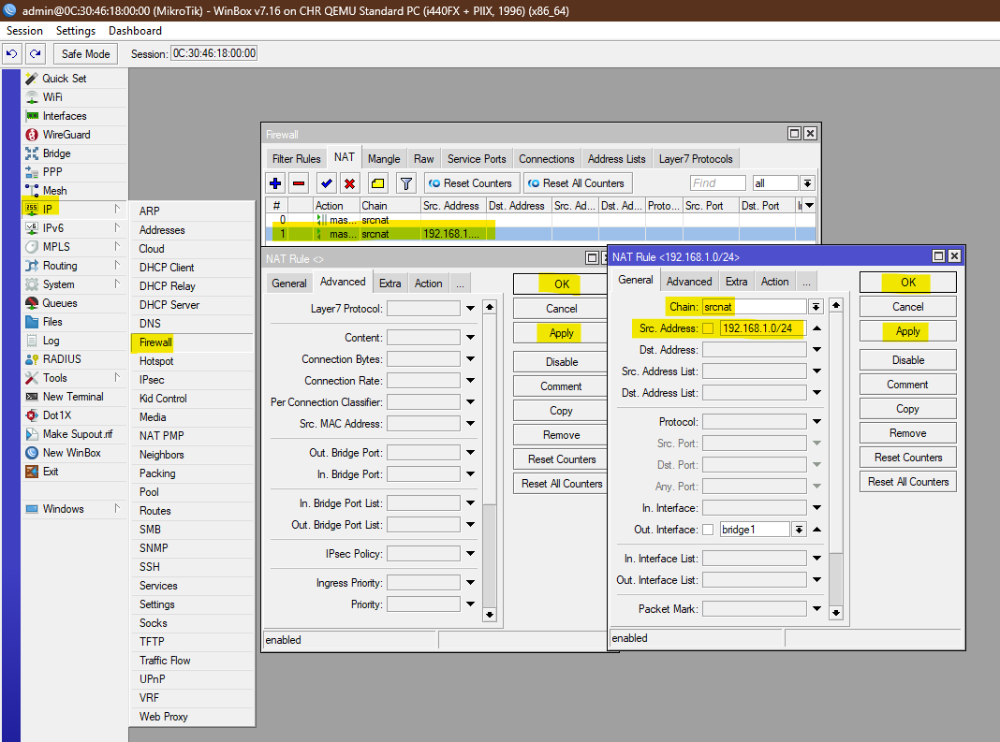 admin@0C:30:46:18:00:00 (MikroTik) - WinBox v7.16 on CHR QEMU Standard PC (i440FX + PIIX, 1996) (x86_64)
Session Settings Dashboard
Safe Mode Session: 0C:30:46:18:00:00
Quick Set
WiFi
Interfaces
WireGuard
Bridge
PPP
Mesh
IP
IPv6
MPLS
Routing
System
Queues
Files
Log
RADIUS
Tools
New Terminal
Dot1X
Make Supout.rif
New WinBox
Exit
Windows
ARP
Addresses
Cloud
DHCP Client
DHCP Relay
DHCP Server
DNS
Firewall
Hotspot
IPsec
Kid Control
Media
NAT PMP
Neighbors
Packing
Pool
Routes
SMB
SNMP
SSH
Services
Settings
Socks
TFTP
Traffic Flow
UPnP
VRF
Web Proxy
Firewall
Filter Rules NAT Mangle Raw Service Ports Connections Address Lists Layer7 Protocols
Reset Counters Reset All Counters Find all
# Action Chain Src. Address Dst. Address Src. Ad... Dst. Ad... Proto... Src. Port Dst. Port
0 mas... srcnat
1 mas... srcnat 192.168.1....
NAT Rule <>
General Advanced Extra Action ...
Layer7 Protocol:
Content:
Connection Bytes:
Connection Rate:
Per Connection Classifier:
Src. MAC Address:
Out. Bridge Port:
In. Bridge Port:
In. Bridge Port List:
Out. Bridge Port List:
IPsec Policy:
Ingress Priority:
Priority:
OK
Cancel
Apply
Disable
Comment
Copy
Remove
Reset Counters
Reset All Counters
enabled
NAT Rule <192.168.1.0/24>
General Advanced Extra Action ...
Chain: srcnat
Src. Address: 192.168.1.0/24
Dst. Address:
Src. Address List:
Dst. Address List:
Protocol:
Src. Port:
Dst. Port:
Any. Port:
In. Interface:
Out. Interface: bridge1
In. Interface List:
Out. Interface List:
Packet Mark:
OK
Cancel
Apply
Disable
Comment
Copy
Remove
Reset Counters
Reset All Counters
enabled